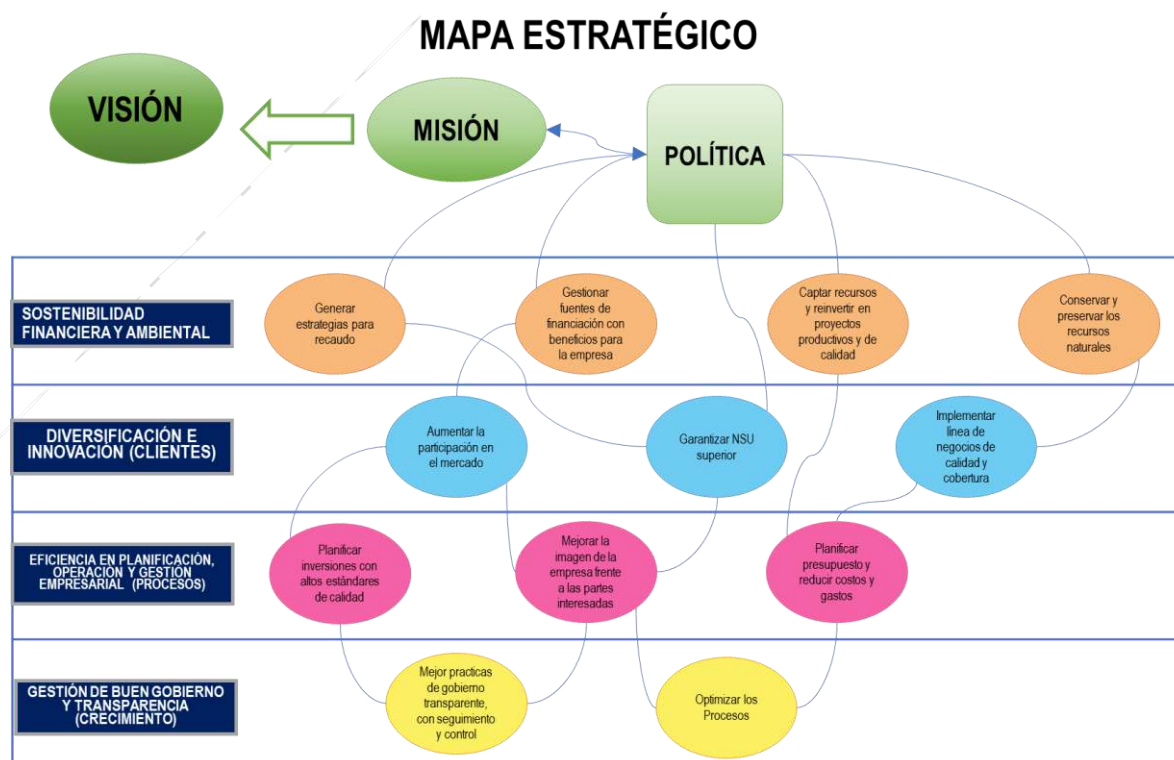 MAPA ESTRATÉGICO
VISIÓN
MISIÓN
POLÍTICA
SOSTENIBILIDAD
FINANCIERA Y AMBIENTAL
Generar
estrategias para
recaudo
Gestionar
fuentes de
financiación con
beneficios para
la empresa
Captar recursos
y reinvertir en
proyectos
productivos y de
calidad
Conservar y
preservar los
recursos
naturales
DIVERSIFICACIÓN E
INNOVACIÓN (CLIENTES)
Aumentar la
participación en
el mercado
Garantizar NSU
superior
Implementar
línea de
negocios de
calidad y
cobertura
EFICIENCIA EN PLANIFICACIÓN,
OPERACIÓN Y GESTIÓN
EMPRESARIAL (PROCESOS)
Planificar
inversiones con
altos estándares
de calidad
Mejorar la
imagen de la
empresa frente
a las partes
interesadas
Planificar
presupuesto y
reducir costos y
gastos
GESTIÓN DE BUEN GOBIERNO
Y TRANSPARENCIA
(CRECIMIENTO)
Mejor practicas
de gobierno
transparente,
con seguimiento
y control
Optimizar los
Procesos